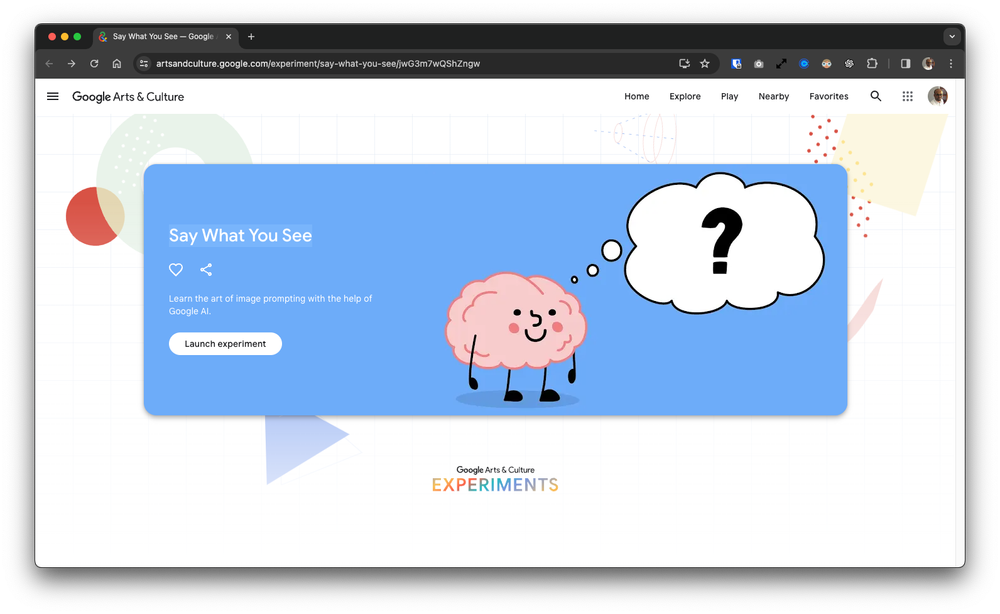 Say What You See — Google
artsandculture.google.com/experiment/say-what-you-see/jwG3m7wQShZngw
Google Arts & Culture
Home Explore Play Nearby Favorites
Say What You See
Learn the art of image prompting with the help of
Google AI.
Launch experiment
?
Google Arts & Culture
EXPERIMENTS